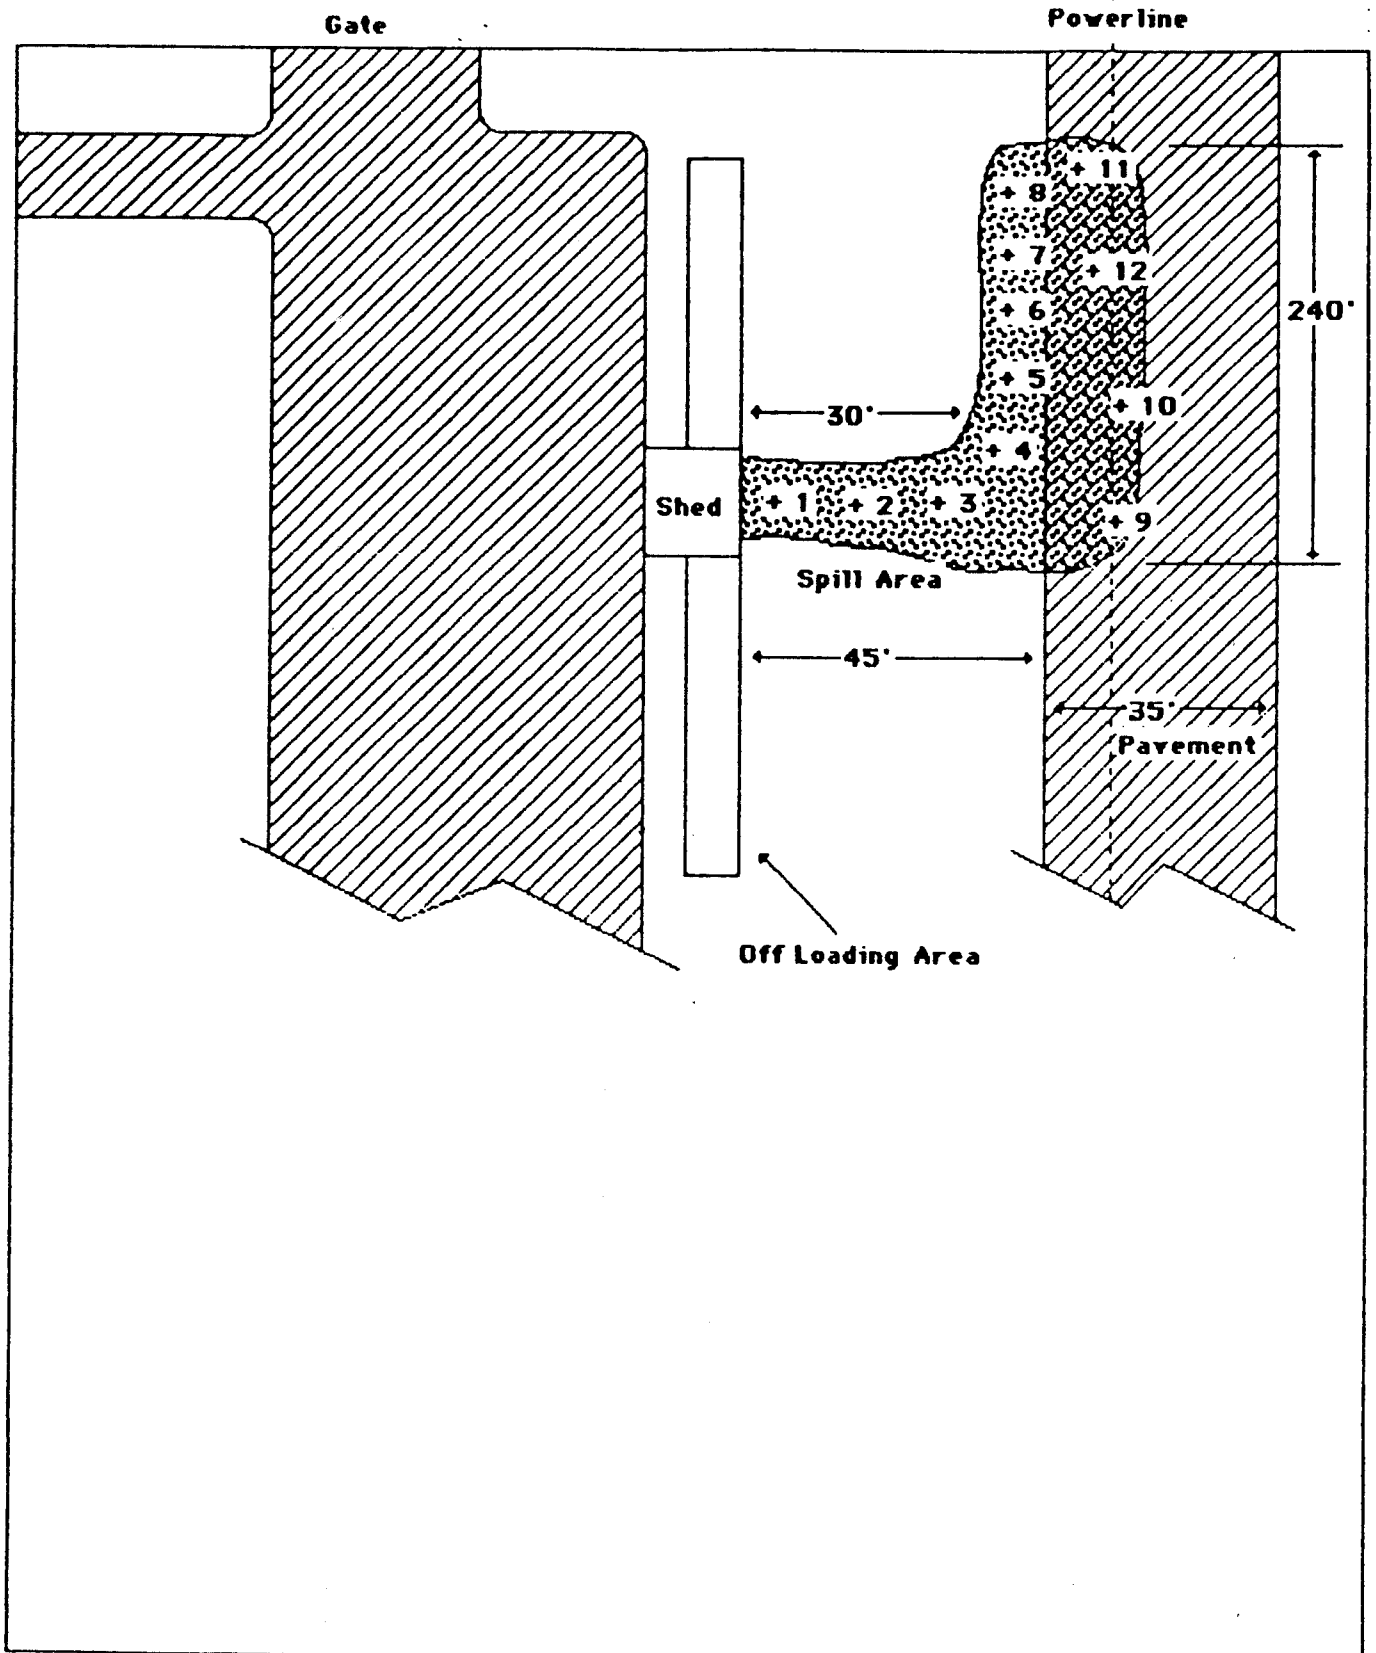 Gate
Powerline
+ 11
+ 8
+ 7
+ 12
+ 6
240'
+ 5
30'
+ 10
+ 4
Shed
+ 1 + 2 + 3
+ 9
Spill Area
45'
35'
Pavement
Off Loading Area